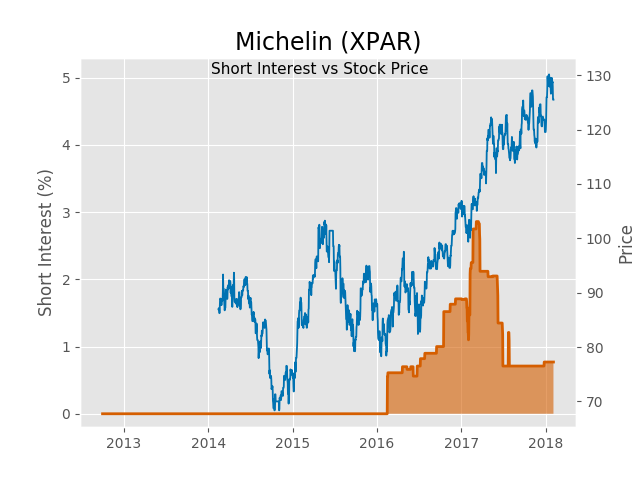 Michelin (XPAR)
Short Interest vs Stock Price
Short Interest (%)
5
4
3
2
1
0
130
120
110
100
90
80
70
Price
2013 2014 2015 2016 2017 2018